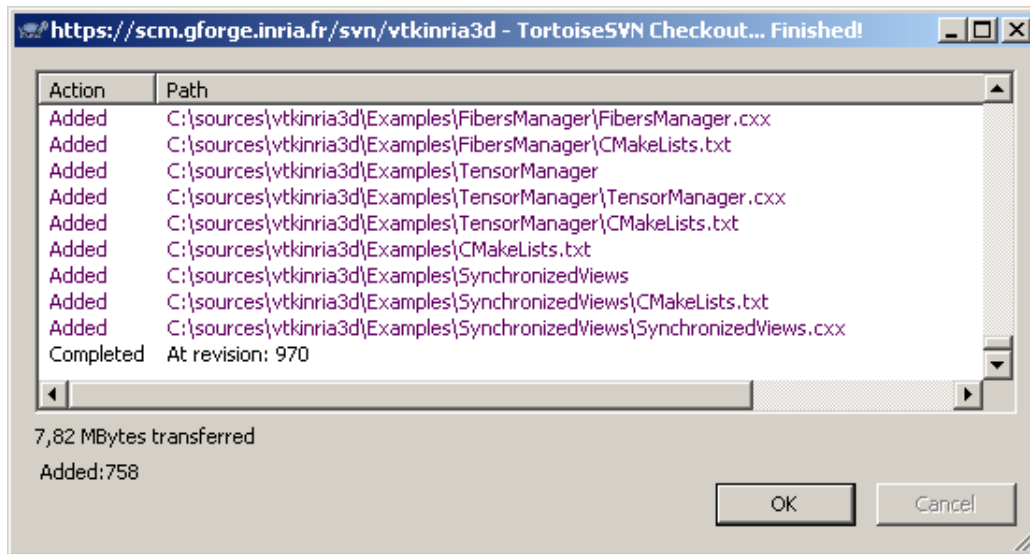 https://scm.gforge.inria.fr/svn/vtkinria3d - TortoiseSVN Checkout... Finished!
Action Path
Added C:\sources\vtkinria3d\Examples\FibersManager\FibersManager.cxx
Added C:\sources\vtkinria3d\Examples\FibersManager\CMakeLists.txt
Added C:\sources\vtkinria3d\Examples\TensorManager
Added C:\sources\vtkinria3d\Examples\TensorManager\TensorManager.cxx
Added C:\sources\vtkinria3d\Examples\TensorManager\CMakeLists.txt
Added C:\sources\vtkinria3d\Examples\CMakeLists.txt
Added C:\sources\vtkinria3d\Examples\SynchronizedViews
Added C:\sources\vtkinria3d\Examples\SynchronizedViews\CMakeLists.txt
Added C:\sources\vtkinria3d\Examples\SynchronizedViews\SynchronizedViews.cxx
Completed At revision: 970
7,82 MBytes transferred
Added:758
OK Cancel